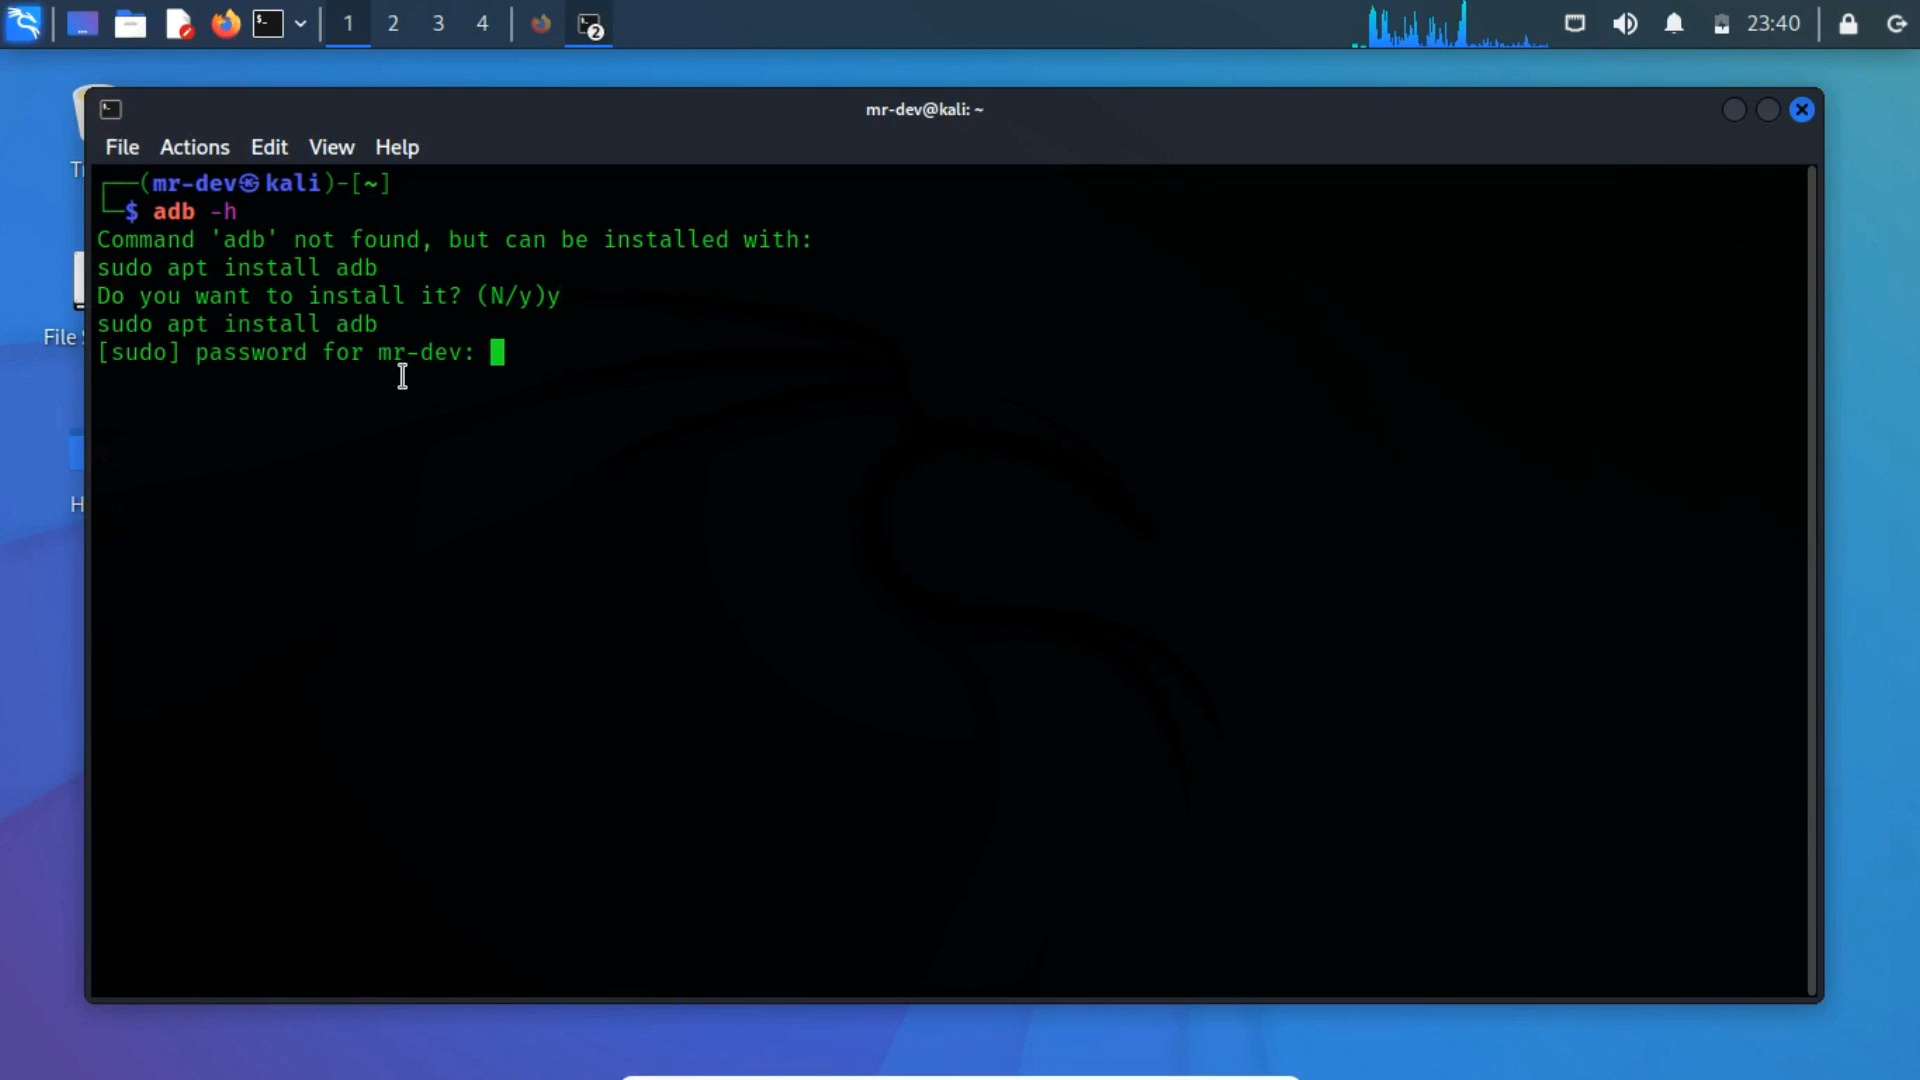 1 2 3 4 2 23:40
mr-dev@kali: ~
File Actions Edit View Help
┌──(mr-dev㉿kali)-[~]
└─$ adb -h
Command 'adb' not found, but can be installed with:
sudo apt install adb
Do you want to install it? (N/y)y
sudo apt install adb
[sudo] password for mr-dev:
File